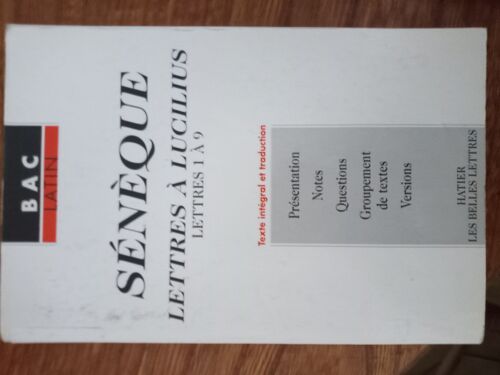 BAC
LATIN
SÉNÈQUE
LETTRES À LUCILIUS
LETTRES 1 À 9
Texte intégral et traduction
Présentation
Notes
Questions
Groupement
de textes
Versions
HATIER
LES BELLES LETTRES